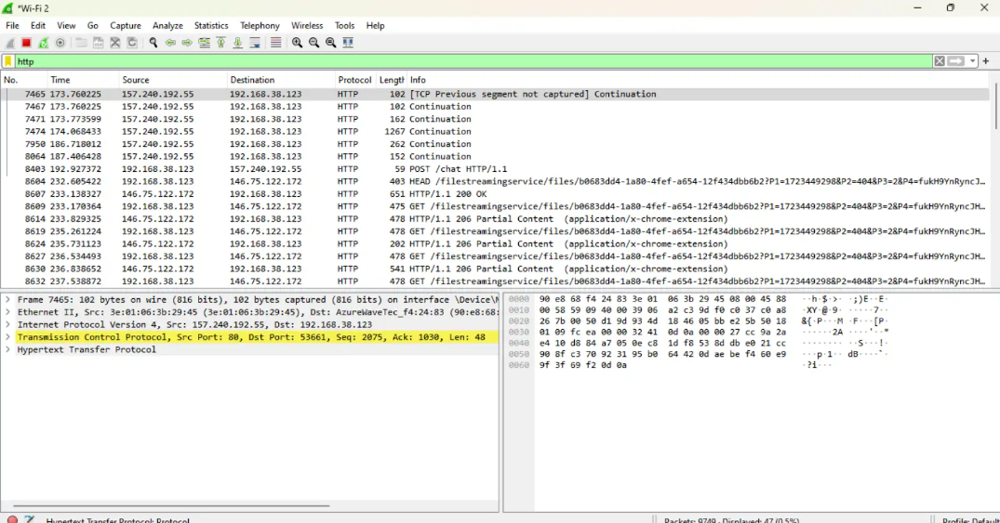 *Wi-Fi 2
File Edit View Go Capture Analyze Statistics Telephony Wireless Tools Help
http
No. Time Source Destination Protocol Length Info
7465 173.760225 157.240.192.55 192.168.38.123 HTTP 102 [TCP Previous segment not captured] Continuation
7467 173.760225 157.240.192.55 192.168.38.123 HTTP 102 Continuation
7471 173.773599 157.240.192.55 192.168.38.123 HTTP 162 Continuation
7474 174.068433 157.240.192.55 192.168.38.123 HTTP 1267 Continuation
7950 186.718012 157.240.192.55 192.168.38.123 HTTP 262 Continuation
8064 187.406428 157.240.192.55 192.168.38.123 HTTP 152 Continuation
8403 192.927372 192.168.38.123 157.240.192.55 HTTP 59 POST /chat HTTP/1.1
8604 232.605422 192.168.38.123 146.75.122.172 HTTP 403 HEAD /filestreamingservice/files/b0683dd4-1a80-4fef-a654-12f434dbb6b2?P1=1723449298&P2=404&P3=2&P4=fukH9YnRyncJ…
8607 233.138327 146.75.122.172 192.168.38.123 HTTP 651 HTTP/1.1 200 OK
8609 233.170364 192.168.38.123 146.75.122.172 HTTP 475 GET /filestreamingservice/files/b0683dd4-1a80-4fef-a654-12f434dbb6b2?P1=1723449298&P2=404&P3=2&P4=fukH9YnRyncJH…
8614 233.829325 146.75.122.172 192.168.38.123 HTTP 478 HTTP/1.1 206 Partial Content (application/x-chrome-extension)
8619 235.261224 192.168.38.123 146.75.122.172 HTTP 478 GET /filestreamingservice/files/b0683dd4-1a80-4fef-a654-12f434dbb6b2?P1=1723449298&P2=404&P3=2&P4=fukH9YnRyncJH…
8624 235.731123 146.75.122.172 192.168.38.123 HTTP 202 HTTP/1.1 206 Partial Content (application/x-chrome-extension)
8627 236.534493 192.168.38.123 146.75.122.172 HTTP 478 GET /filestreamingservice/files/b0683dd4-1a80-4fef-a654-12f434dbb6b2?P1=1723449298&P2=404&P3=2&P4=fukH9YnRyncJH…
8630 236.838652 146.75.122.172 192.168.38.123 HTTP 541 HTTP/1.1 206 Partial Content (application/x-chrome-extension)
8632 237.538872 192.168.38.123 146.75.122.172 HTTP 478 GET /filestreamingservice/files/b0683dd4-1a80-4fef-a654-12f434dbb6b2?P1=1723449298&P2=404&P3=2&P4=fukH9YnRyncJH…
Frame 7465: 102 bytes on wire (816 bits), 102 bytes captured (816 bits) on interface \Device\N
Ethernet II, Src: 3e:01:06:3b:29:45 (3e:01:06:3b:29:45), Dst: AzureWaveTec_f4:24:83 (90:e8:68:
Internet Protocol Version 4, Src: 157.240.192.55, Dst: 192.168.38.123
Transmission Control Protocol, Src Port: 80, Dst Port: 53661, Seq: 2075, Ack: 1030, Len: 48
Hypertext Transfer Protocol
0000 90 e8 68 f4 24 83 3e 01 06 3b 29 45 08 00 45 88 ··h·$·>· ·;)E··E·
0010 00 58 59 09 40 00 39 06 a2 c3 9d f0 c0 37 c0 a8 ·XY·@·9· ·····7··
0020 26 7b 00 50 d1 9d 93 4d 18 46 05 bb e2 5b 50 18 &{·P···M ·F···[P·
0030 01 09 fc ea 00 00 32 41 0d 0a 00 00 27 cc 9a 2a ······2A ····'··*
0040 e4 10 d8 84 a7 05 0e c8 1d f8 53 8d db e0 21 cc ········ ··S···!·
0050 90 8f c3 70 92 31 95 b0 64 42 0d ae be f4 60 e9 ···p·1·· dB····`·
0060 9f 3f 69 f2 0d 0a ·?i···
Hypertext Transfer Protocol: Protocol
Packets: 9749 · Displayed: 47 (0.5%)
Profile: Default